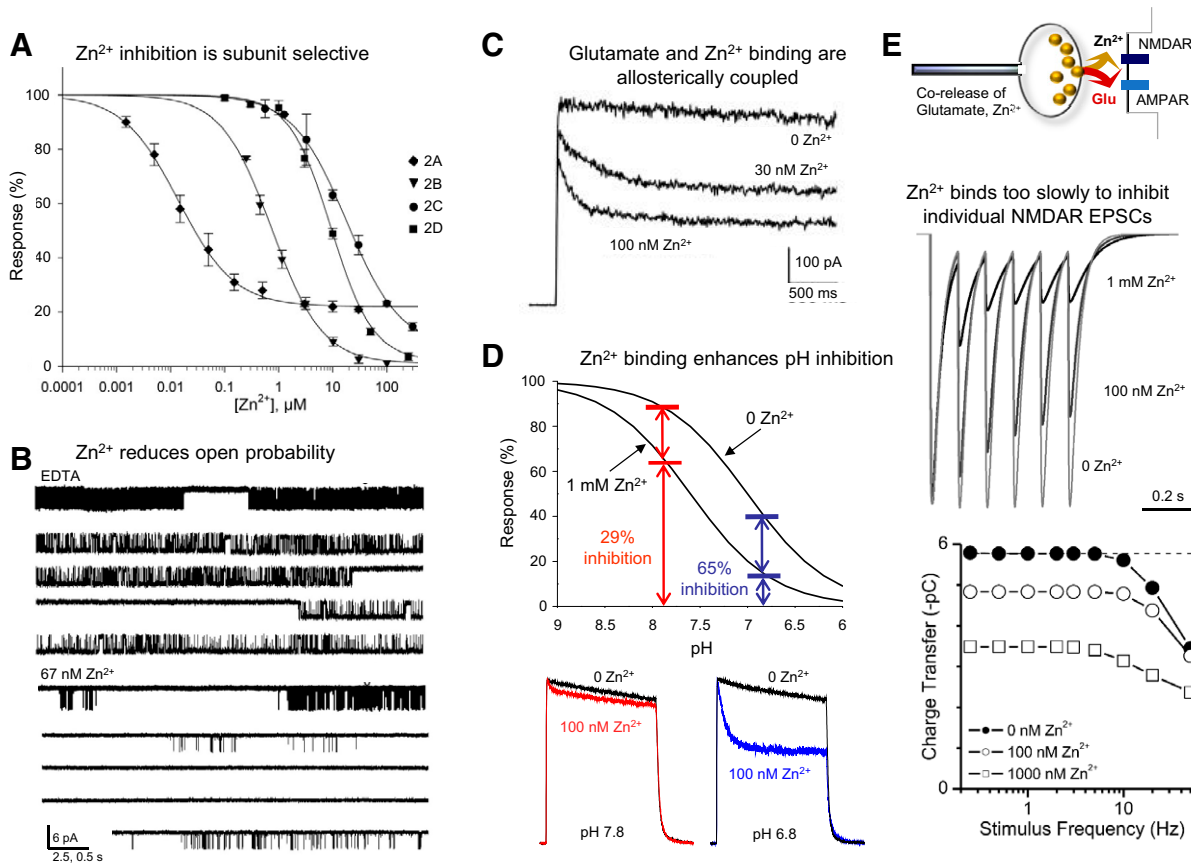 A
Zn²⁺ inhibition is subunit selective
Response (%)
100
80
60
40
20
0
2A
2B
2C
2D
0.0001
0.001
0.01
0.1
1
10
100
[Zn²⁺], µM
B
Zn²⁺ reduces open probability
EDTA
67 nM Zn²⁺
6 pA
2.5, 0.5 s
C
Glutamate and Zn²⁺ binding are
allosterically coupled
0 Zn²⁺
30 nM Zn²⁺
100 nM Zn²⁺
100 pA
500 ms
D
Zn²⁺ binding enhances pH inhibition
Response (%)
100
80
60
40
20
0
0 Zn²⁺
1 mM Zn²⁺
29%
inhibition
65%
inhibition
9
8.5
8
7.5
7
6.5
6
pH
0 Zn²⁺
100 nM Zn²⁺
pH 7.8
0 Zn²⁺
100 nM Zn²⁺
pH 6.8
E
Zn²⁺
NMDAR
Glu
AMPAR
Co-release of
Glutamate, Zn²⁺
Zn²⁺ binds too slowly to inhibit
individual NMDAR EPSCs
1 mM Zn²⁺
100 nM Zn²⁺
0 Zn²⁺
0.2 s
Charge Transfer (-pC)
6
0
0 nM Zn²⁺
100 nM Zn²⁺
1000 nM Zn²⁺
1
10
Stimulus Frequency (Hz)